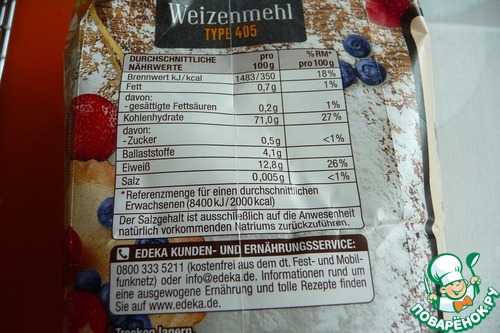 Weizenmehl
TYPE 405
DURCHSCHNITTLICHE NÄHRWERTE pro 100g %RM* pro 100g
Brennwert kJ/kcal 1483/350 18%
Fett 0,7g 1%
davon:
-gesättigte Fettsäuren 0,2g 1%
Kohlenhydrate 71,0g 27%
davon:
-Zucker 0,5g <1%
Ballaststoffe 4,1g
Eiweiß 12,8g 26%
Salz 0,005g <1%
*Referenzmenge für einen durchschnittlichen
Erwachsenen (8400kJ/2000kcal)
Der Salzgehalt ist ausschließlich auf die Anwesenheit
natürlich vorkommenden Natriums zurückzuführen.
EDEKA KUNDEN- UND ERNÄHRUNGSSERVICE:
0800 333 5211 (kostenfrei aus dem dt. Fest- und Mobil-
funknetz) oder info@edeka.de. Informationen rund um
eine ausgewogene Ernährung und tolle Rezepte finden
Sie auf www.edeka.de.
Trocken lagern
ПОВАРЁНОК.РУ